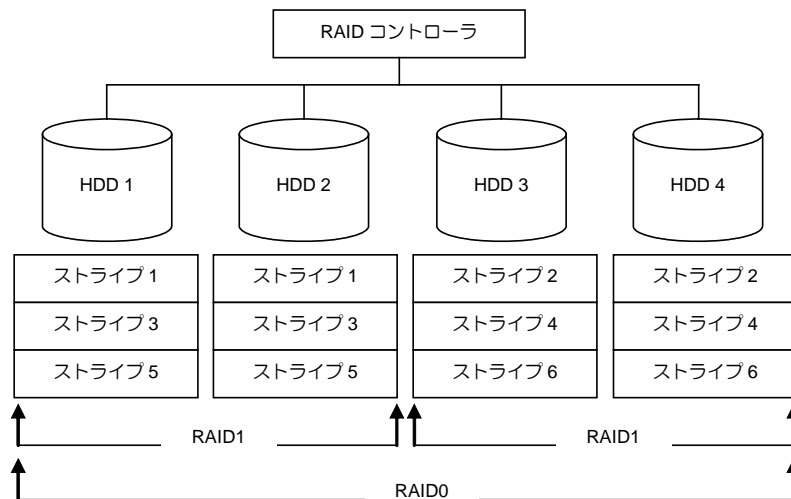 RAID コントローラ
HDD 1
HDD 2
HDD 3
HDD 4
ストライプ 1
ストライプ 1
ストライプ 2
ストライプ 2
ストライプ 3
ストライプ 3
ストライプ 4
ストライプ 4
ストライプ 5
ストライプ 5
ストライプ 6
ストライプ 6
RAID1
RAID1
RAID0